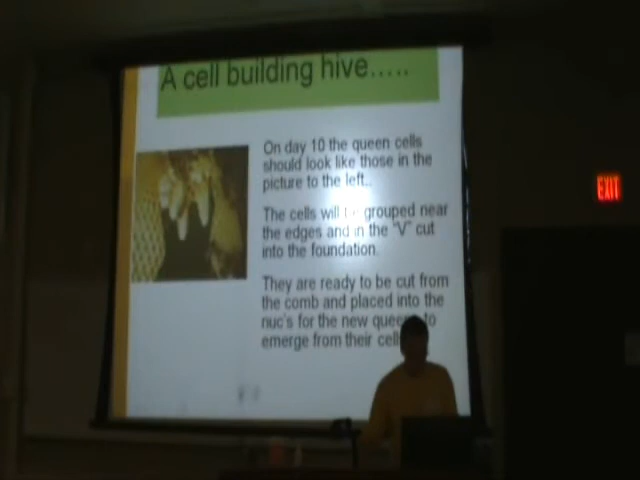 A cell building hive.....
On day 10 the queen cells
should look like those in the
picture to the left..
The cells will be grouped near
the edges and in the "V" cut
into the foundation.
They are ready to be cut from
the comb and placed into the
nuc's for the new to
emerge from their
EXIT